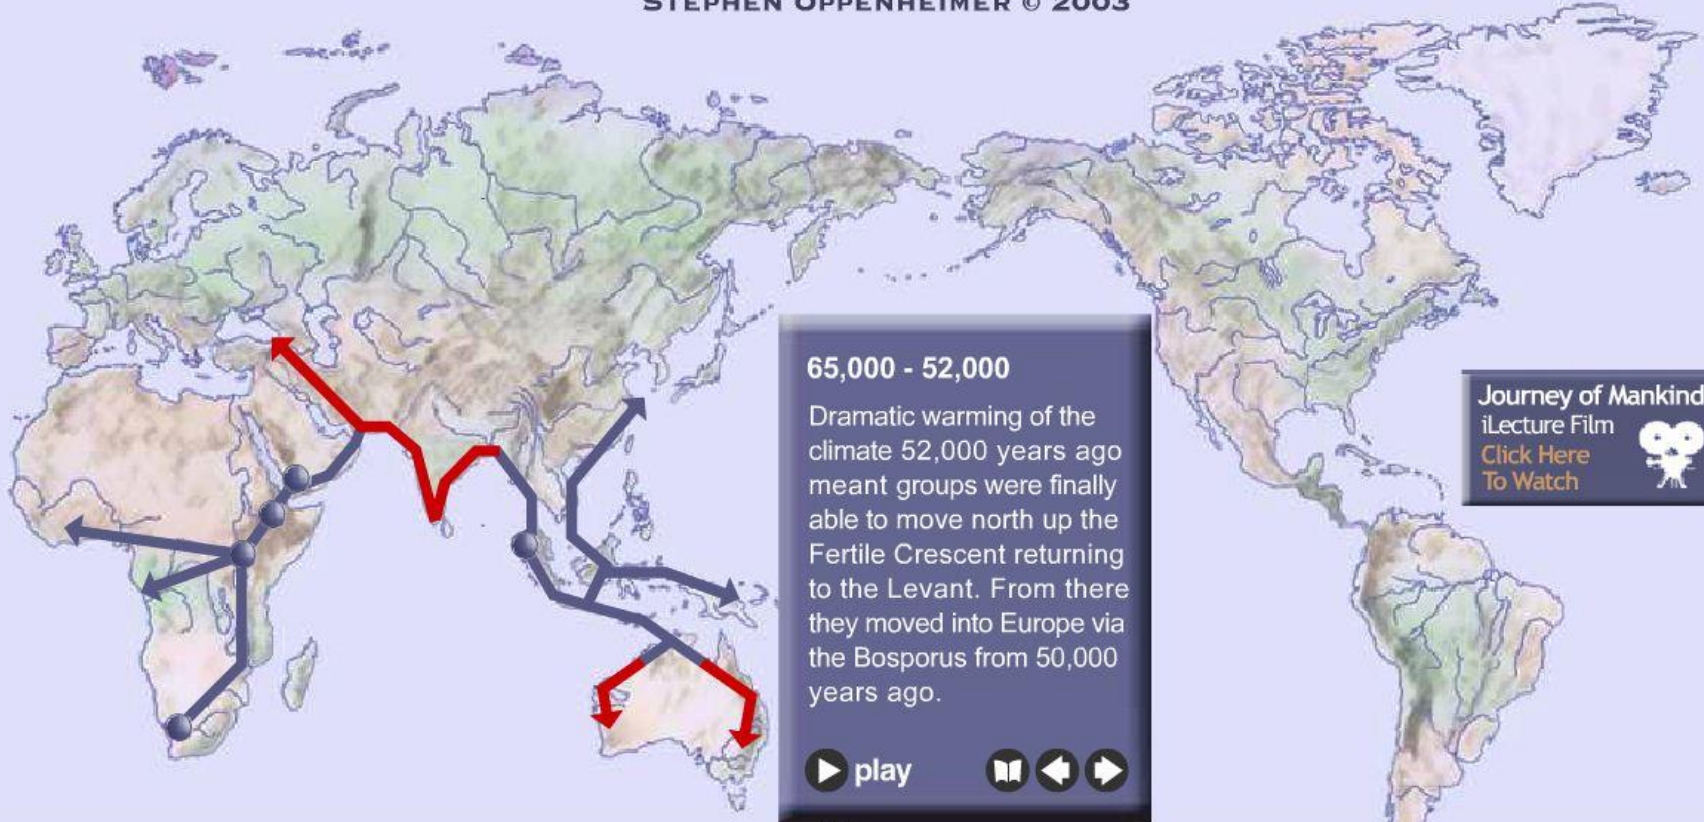 STEPHEN OPPENHEIMER © 2003
65,000 - 52,000
Dramatic warming of the
climate 52,000 years ago
meant groups were finally
able to move north up the
Fertile Crescent returning
to the Levant. From there
they moved into Europe via
the Bosporus from 50,000
years ago.
play
Journey of Mankind
iLecture Film
Click Here
To Watch